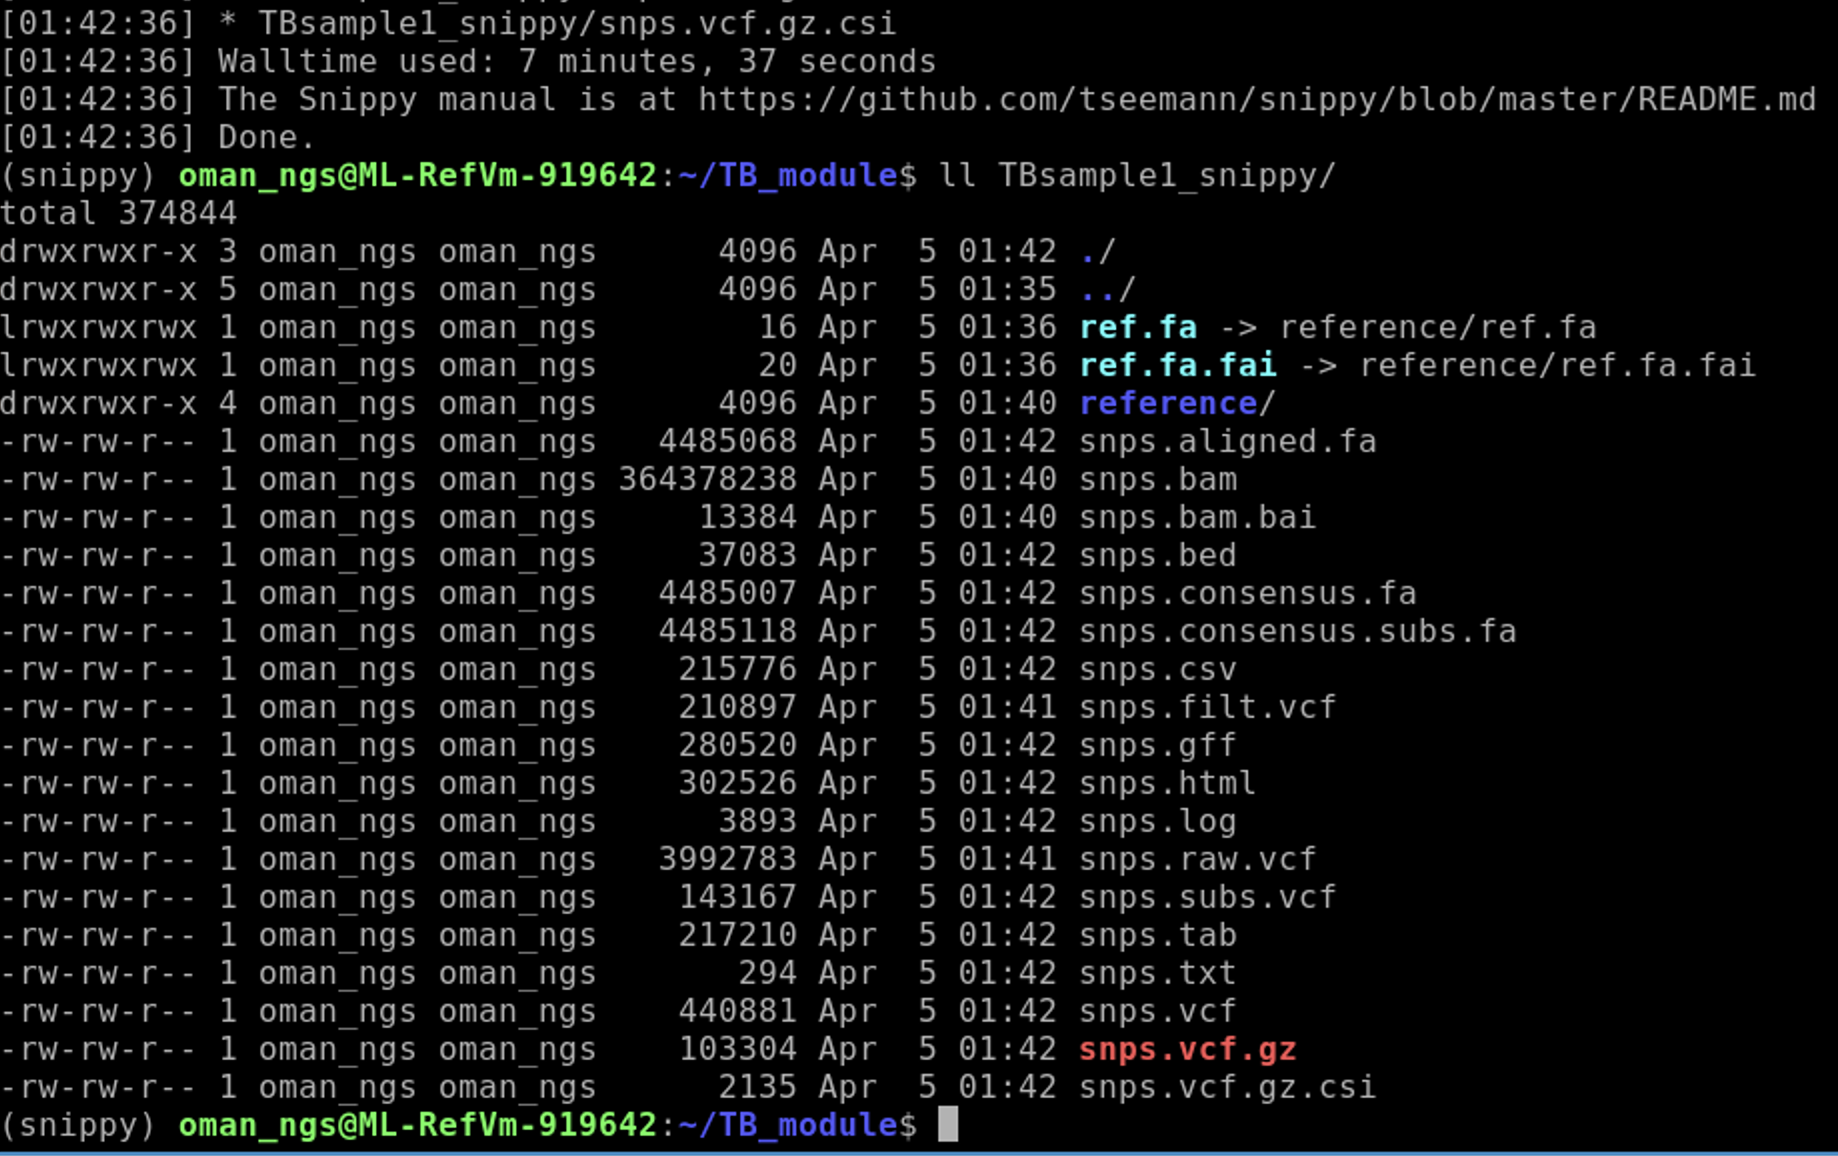 [01:42:36] * TBsample1_snippy/snps.vcf.gz.csi
[01:42:36] Walltime used: 7 minutes, 37 seconds
[01:42:36] The Snippy manual is at https://github.com/tseemann/snippy/blob/master/README.md
[01:42:36] Done.
(snippy) oman_ngs@ML-RefVm-919642:~/TB_module$ ll TBsample1_snippy/
total 374844
drwxrwxr-x 3 oman_ngs oman_ngs      4096 Apr  5 01:42 ./
drwxrwxr-x 5 oman_ngs oman_ngs      4096 Apr  5 01:35 ../
lrwxrwxrwx 1 oman_ngs oman_ngs        16 Apr  5 01:36 ref.fa -> reference/ref.fa
lrwxrwxrwx 1 oman_ngs oman_ngs        20 Apr  5 01:36 ref.fa.fai -> reference/ref.fa.fai
drwxrwxr-x 4 oman_ngs oman_ngs      4096 Apr  5 01:40 reference/
-rw-rw-r-- 1 oman_ngs oman_ngs   4485068 Apr  5 01:42 snps.aligned.fa
-rw-rw-r-- 1 oman_ngs oman_ngs 364378238 Apr  5 01:40 snps.bam
-rw-rw-r-- 1 oman_ngs oman_ngs     13384 Apr  5 01:40 snps.bam.bai
-rw-rw-r-- 1 oman_ngs oman_ngs     37083 Apr  5 01:42 snps.bed
-rw-rw-r-- 1 oman_ngs oman_ngs   4485007 Apr  5 01:42 snps.consensus.fa
-rw-rw-r-- 1 oman_ngs oman_ngs   4485118 Apr  5 01:42 snps.consensus.subs.fa
-rw-rw-r-- 1 oman_ngs oman_ngs    215776 Apr  5 01:42 snps.csv
-rw-rw-r-- 1 oman_ngs oman_ngs    210897 Apr  5 01:41 snps.filt.vcf
-rw-rw-r-- 1 oman_ngs oman_ngs    280520 Apr  5 01:42 snps.gff
-rw-rw-r-- 1 oman_ngs oman_ngs    302526 Apr  5 01:42 snps.html
-rw-rw-r-- 1 oman_ngs oman_ngs      3893 Apr  5 01:42 snps.log
-rw-rw-r-- 1 oman_ngs oman_ngs   3992783 Apr  5 01:41 snps.raw.vcf
-rw-rw-r-- 1 oman_ngs oman_ngs    143167 Apr  5 01:42 snps.subs.vcf
-rw-rw-r-- 1 oman_ngs oman_ngs    217210 Apr  5 01:42 snps.tab
-rw-rw-r-- 1 oman_ngs oman_ngs       294 Apr  5 01:42 snps.txt
-rw-rw-r-- 1 oman_ngs oman_ngs    440881 Apr  5 01:42 snps.vcf
-rw-rw-r-- 1 oman_ngs oman_ngs    103304 Apr  5 01:42 snps.vcf.gz
-rw-rw-r-- 1 oman_ngs oman_ngs      2135 Apr  5 01:42 snps.vcf.gz.csi
(snippy) oman_ngs@ML-RefVm-919642:~/TB_module$